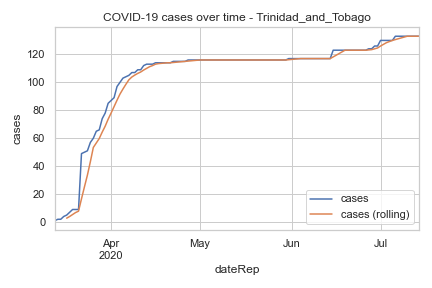 COVID-19 cases over time - Trinidad_and_Tobago
cases
120
100
80
60
40
20
0
Apr
2020
May
Jun
Jul
dateRep
cases
cases (rolling)